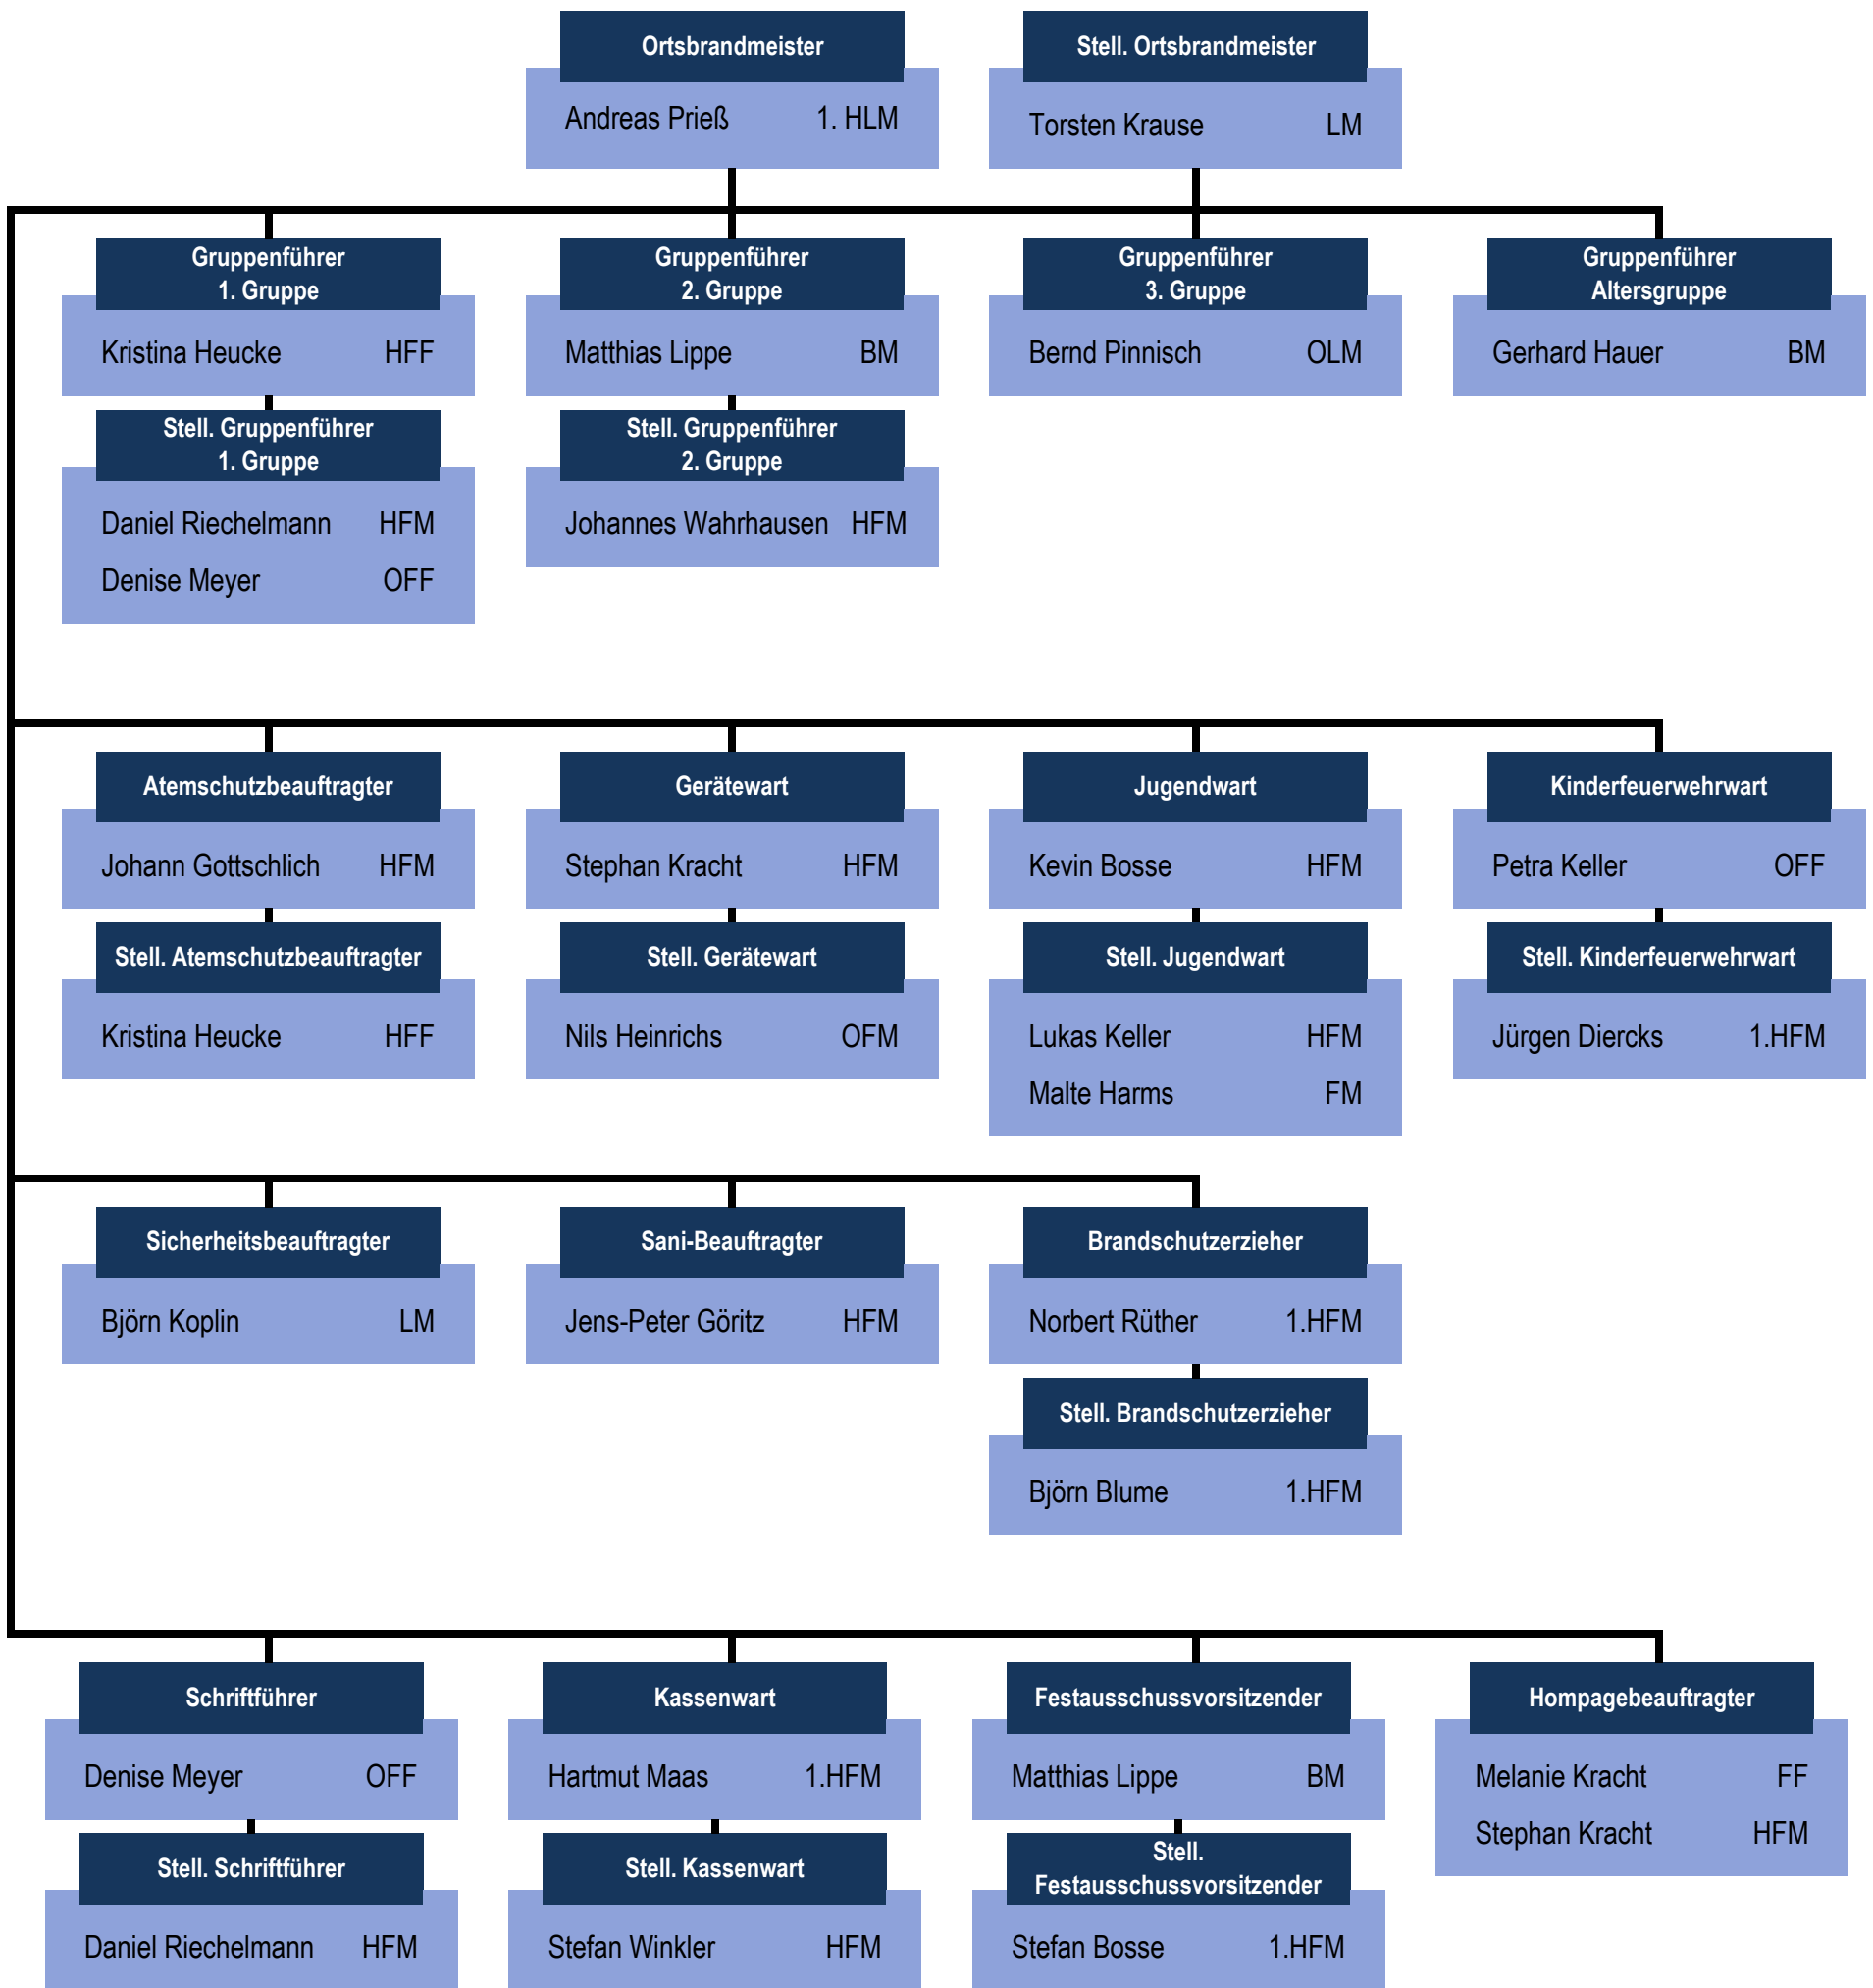 Ortsbrandmeister
Andreas Prieß 1. HLM
Stell. Ortsbrandmeister
Torsten Krause LM
Gruppenführer
1. Gruppe
Kristina Heucke HFF
Stell. Gruppenführer
1. Gruppe
Daniel Riechelmann HFM
Denise Meyer OFF
Gruppenführer
2. Gruppe
Matthias Lippe BM
Stell. Gruppenführer
2. Gruppe
Johannes Wahrhausen HFM
Gruppenführer
3. Gruppe
Bernd Pinnisch OLM
Gruppenführer
Altersgruppe
Gerhard Hauer BM
Atemschutzbeauftragter
Johann Gottschlich HFM
Stell. Atemschutzbeauftragter
Kristina Heucke HFF
Gerätewart
Stephan Kracht HFM
Stell. Gerätewart
Nils Heinrichs OFM
Jugendwart
Kevin Bosse HFM
Stell. Jugendwart
Lukas Keller HFM
Malte Harms FM
Kinderfeuerwehrwart
Petra Keller OFF
Stell. Kinderfeuerwehrwart
Jürgen Diercks 1.HFM
Sicherheitsbeauftragter
Björn Koplin LM
Sani-Beauftragter
Jens-Peter Göritz HFM
Brandschutzerzieher
Norbert Rüther 1.HFM
Stell. Brandschutzerzieher
Björn Blume 1.HFM
Schriftführer
Denise Meyer OFF
Stell. Schriftführer
Daniel Riechelmann HFM
Kassenwart
Hartmut Maas 1.HFM
Stell. Kassenwart
Stefan Winkler HFM
Festausschussvorsitzender
Matthias Lippe BM
Stell.
Festausschussvorsitzender
Stefan Bosse 1.HFM
Hompagebeauftragter
Melanie Kracht FF
Stephan Kracht HFM